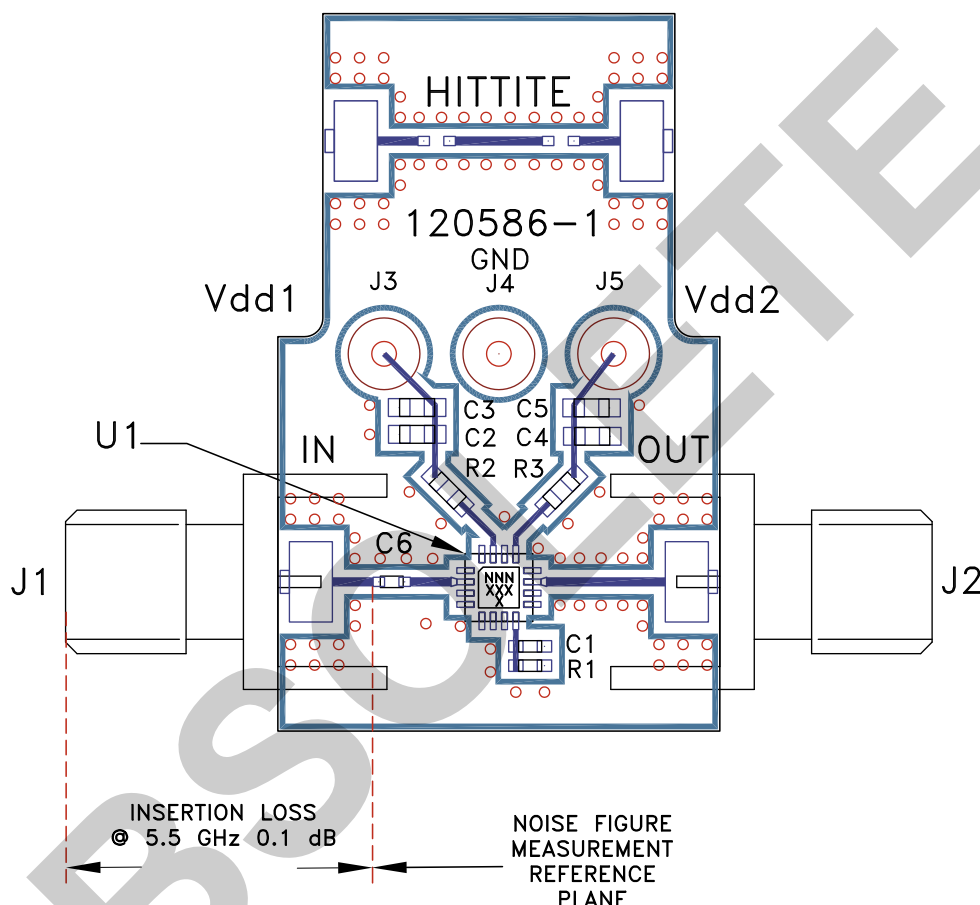 HITTITE
120586-1
GND
J3
J4
J5
Vdd1
Vdd2
C3
C5
C2
C4
U1
IN
OUT
R2
R3
C6
J1
J2
NNN
XXX
X
C1
R1
INSERTION LOSS
@ 5.5 GHz 0.1 dB
NOISE FIGURE
MEASUREMENT
REFERENCE
PLANE
BSOLETE